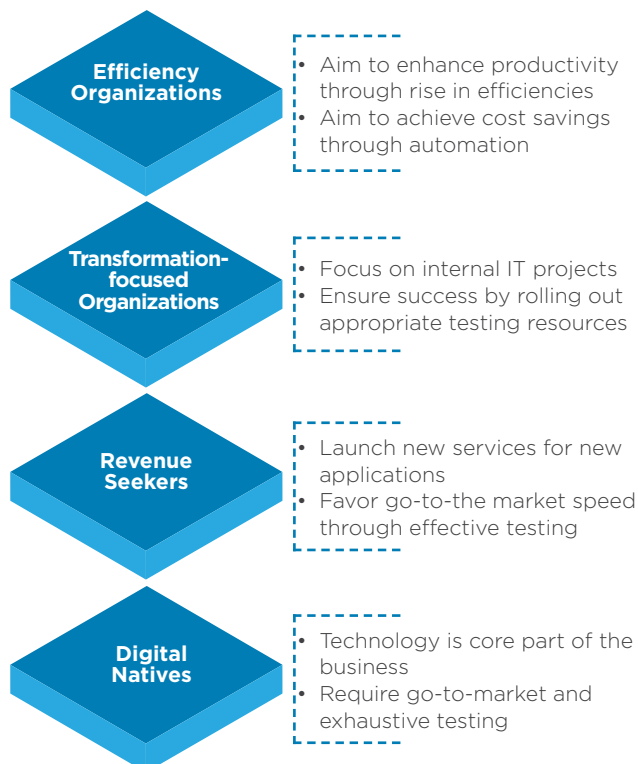 Efficiency
Organizations
• Aim to enhance productivity
through rise in efficiencies
• Aim to achieve cost savings
through automation
Transformation-
focused
Organizations
• Focus on internal IT projects
• Ensure success by rolling out
appropriate testing resources
Revenue
Seekers
• Launch new services for new
applications
• Favor go-to-the market speed
through effective testing
Digital
Natives
• Technology is core part of the
business
• Require go-to-market and
exhaustive testing